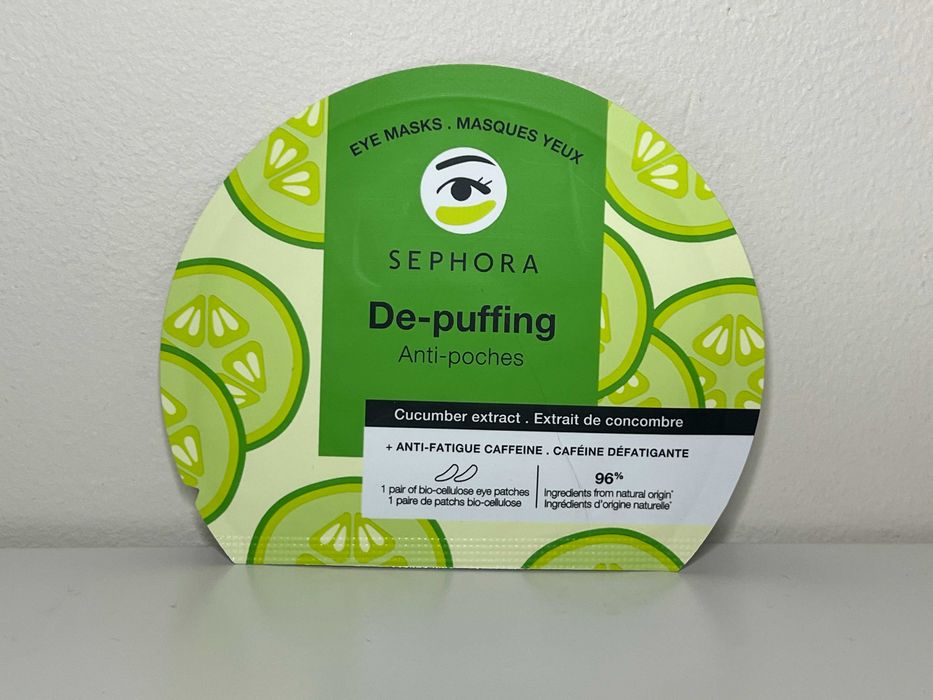 EYE MASKS . MASQUES YEUX
SEPHORA
De-puffing
Anti-poches
Cucumber extract . Extrait de concombre
+ ANTI-FATIGUE CAFFEINE . CAFÉINE DÉFATIGANTE
1 pair of bio-cellulose eye patches
1 paire de patchs bio-cellulose
96%
Ingredients from natural origin*
Ingrédients d'origine naturelle*